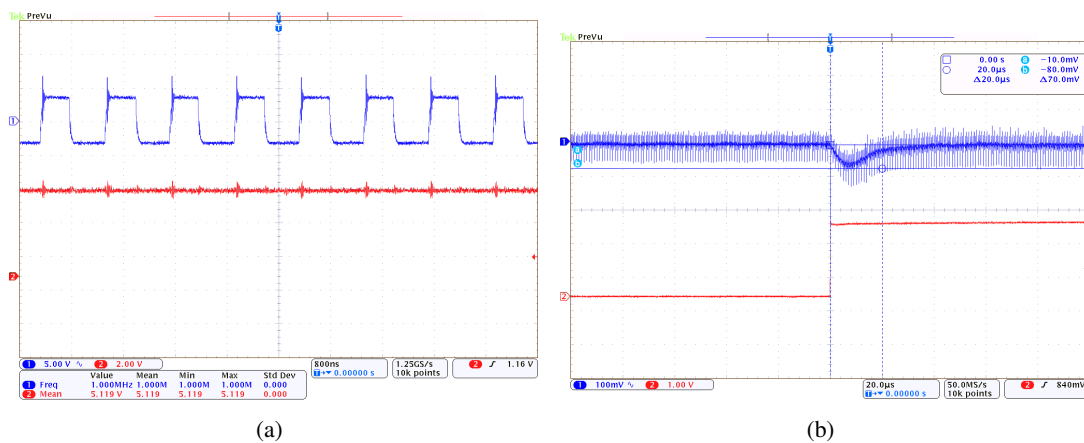 Tek PreVu
T
1
2
1 5.00 V ∿ 2 2.00 V
800ns
T→▼ 0.00000 s
1.25GS/s
10k points
2 ƒ 1.16 V
Value Mean Min Max Std Dev
1 Freq 1.000MHz 1.000M 1.000M 1.000M 0.000
2 Mean 5.119 V 5.119 5.119 5.119 0.000
(a)
Tek PreVu
T
0.00 s a −10.0mV
20.0µs b −80.0mV
Δ20.0µs Δ70.0mV
1
a
b
2
1 100mV ∿ 2 1.00 V
20.0µs
T→▼ 0.00000 s
50.0MS/s
10k points
2 ƒ 840mV
(b)